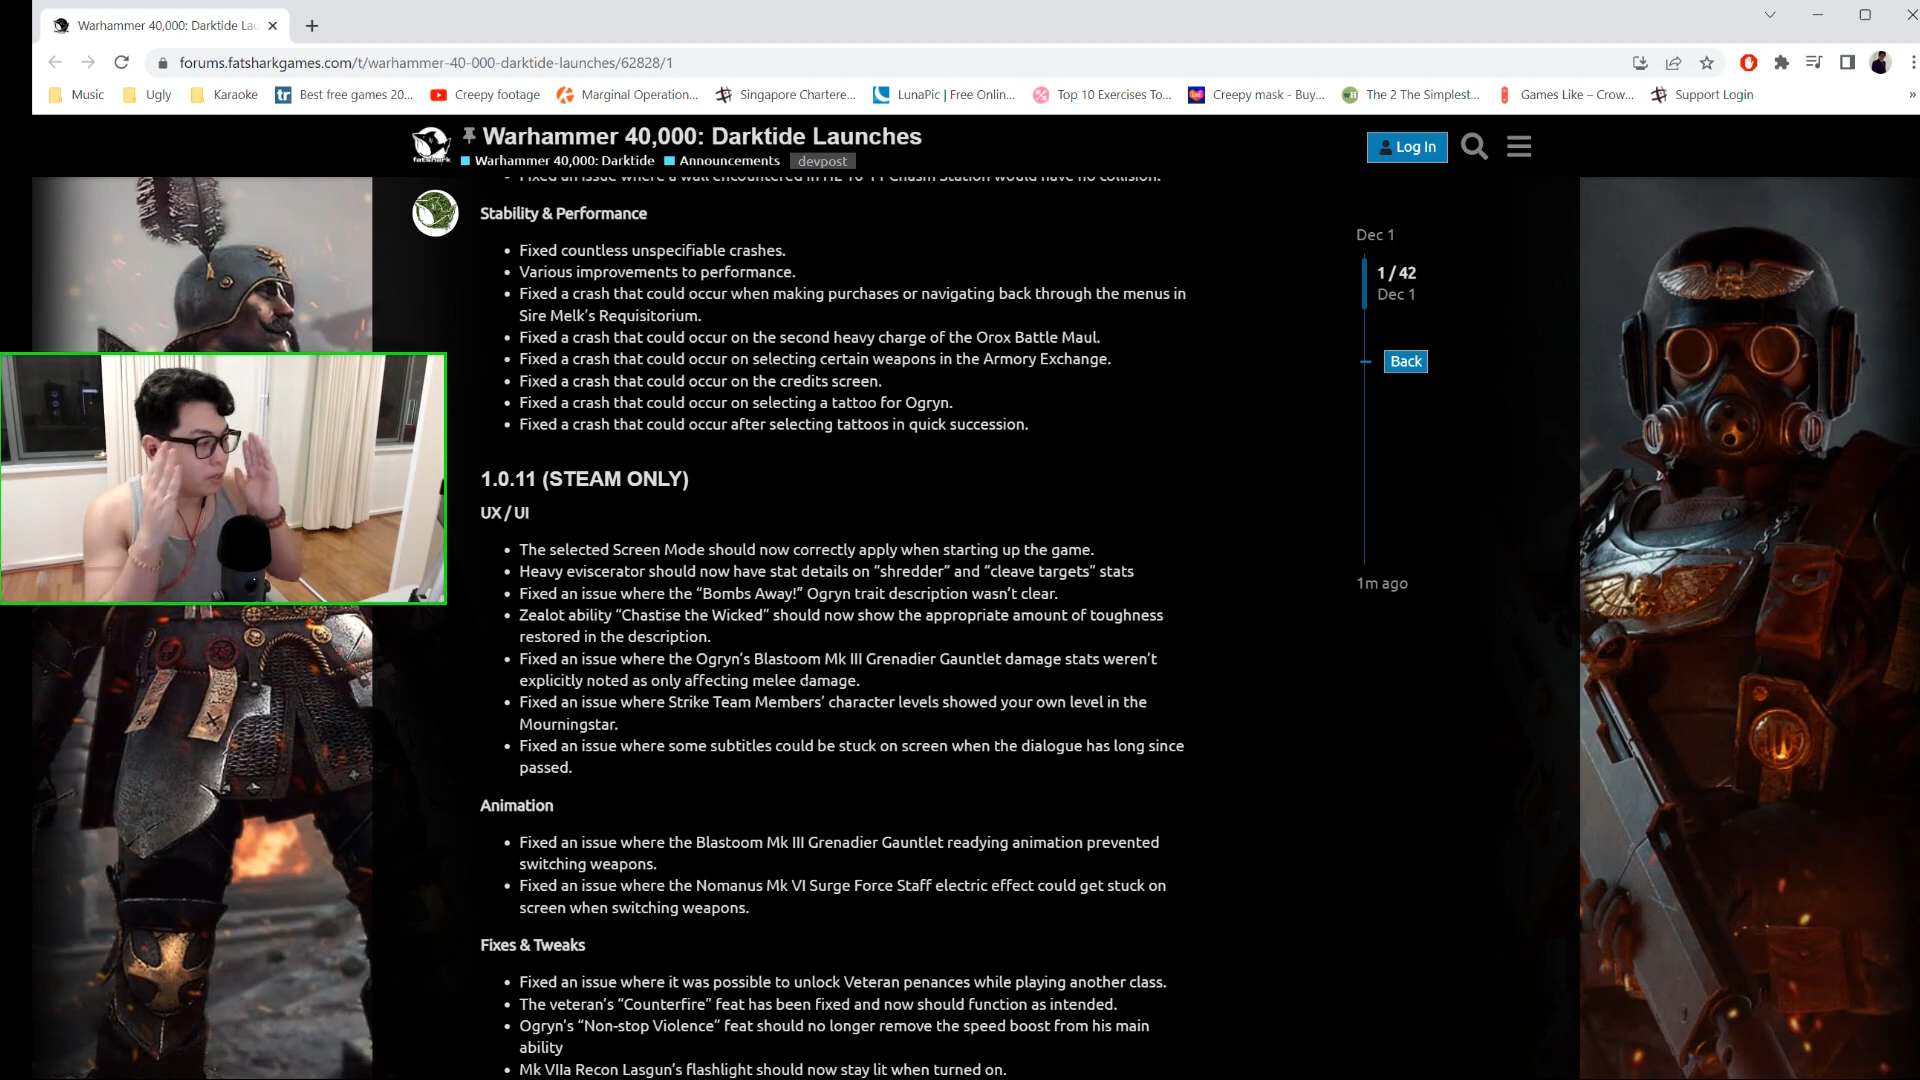 Warhammer 40,000: Darktide Lau
forums.fatsharkgames.com/t/warhammer-40-000-darktide-launches/62828/1
Music
Ugly
Karaoke
Best free games 20...
Creepy footage
Marginal Operation...
Singapore Chartere...
LunaPic | Free Onlin...
Top 10 Exercises To...
Creepy mask - Buy...
The 2 The Simplest...
Games Like – Crow...
Support Login
»
Warhammer 40,000: Darktide Launches
Warhammer 40,000: Darktide Announcements devpost
Log In
Fixed an issue where a wall encountered in HL-16-11 Chasm Station would have no collision.
Stability & Performance
• Fixed countless unspecifiable crashes.
• Various improvements to performance.
• Fixed a crash that could occur when making purchases or navigating back through the menus in
Sire Melk's Requisitorium.
• Fixed a crash that could occur on the second heavy charge of the Orox Battle Maul.
• Fixed a crash that could occur on selecting certain weapons in the Armory Exchange.
• Fixed a crash that could occur on the credits screen.
• Fixed a crash that could occur on selecting a tattoo for Ogryn.
• Fixed a crash that could occur after selecting tattoos in quick succession.
1.0.11 (STEAM ONLY)
UX / UI
• The selected Screen Mode should now correctly apply when starting up the game.
• Heavy eviscerator should now have stat details on “shredder” and “cleave targets” stats
• Fixed an issue where the “Bombs Away!” Ogryn trait description wasn't clear.
• Zealot ability “Chastise the Wicked” should now show the appropriate amount of toughness
restored in the description.
• Fixed an issue where the Ogryn's Blastoom Mk III Grenadier Gauntlet damage stats weren't
explicitly noted as only affecting melee damage.
• Fixed an issue where Strike Team Members' character levels showed your own level in the
Mourningstar.
• Fixed an issue where some subtitles could be stuck on screen when the dialogue has long since
passed.
Animation
• Fixed an issue where the Blastoom Mk III Grenadier Gauntlet readying animation prevented
switching weapons.
• Fixed an issue where the Nomanus Mk VI Surge Force Staff electric effect could get stuck on
screen when switching weapons.
Fixes & Tweaks
• Fixed an issue where it was possible to unlock Veteran penances while playing another class.
• The veteran's “Counterfire” feat has been fixed and now should function as intended.
• Ogryn's “Non-stop Violence” feat should no longer remove the speed boost from his main
ability
• Mk VIIa Recon Lasgun's flashlight should now stay lit when turned on.
Dec 1
1 / 42
Dec 1
Back
1m ago